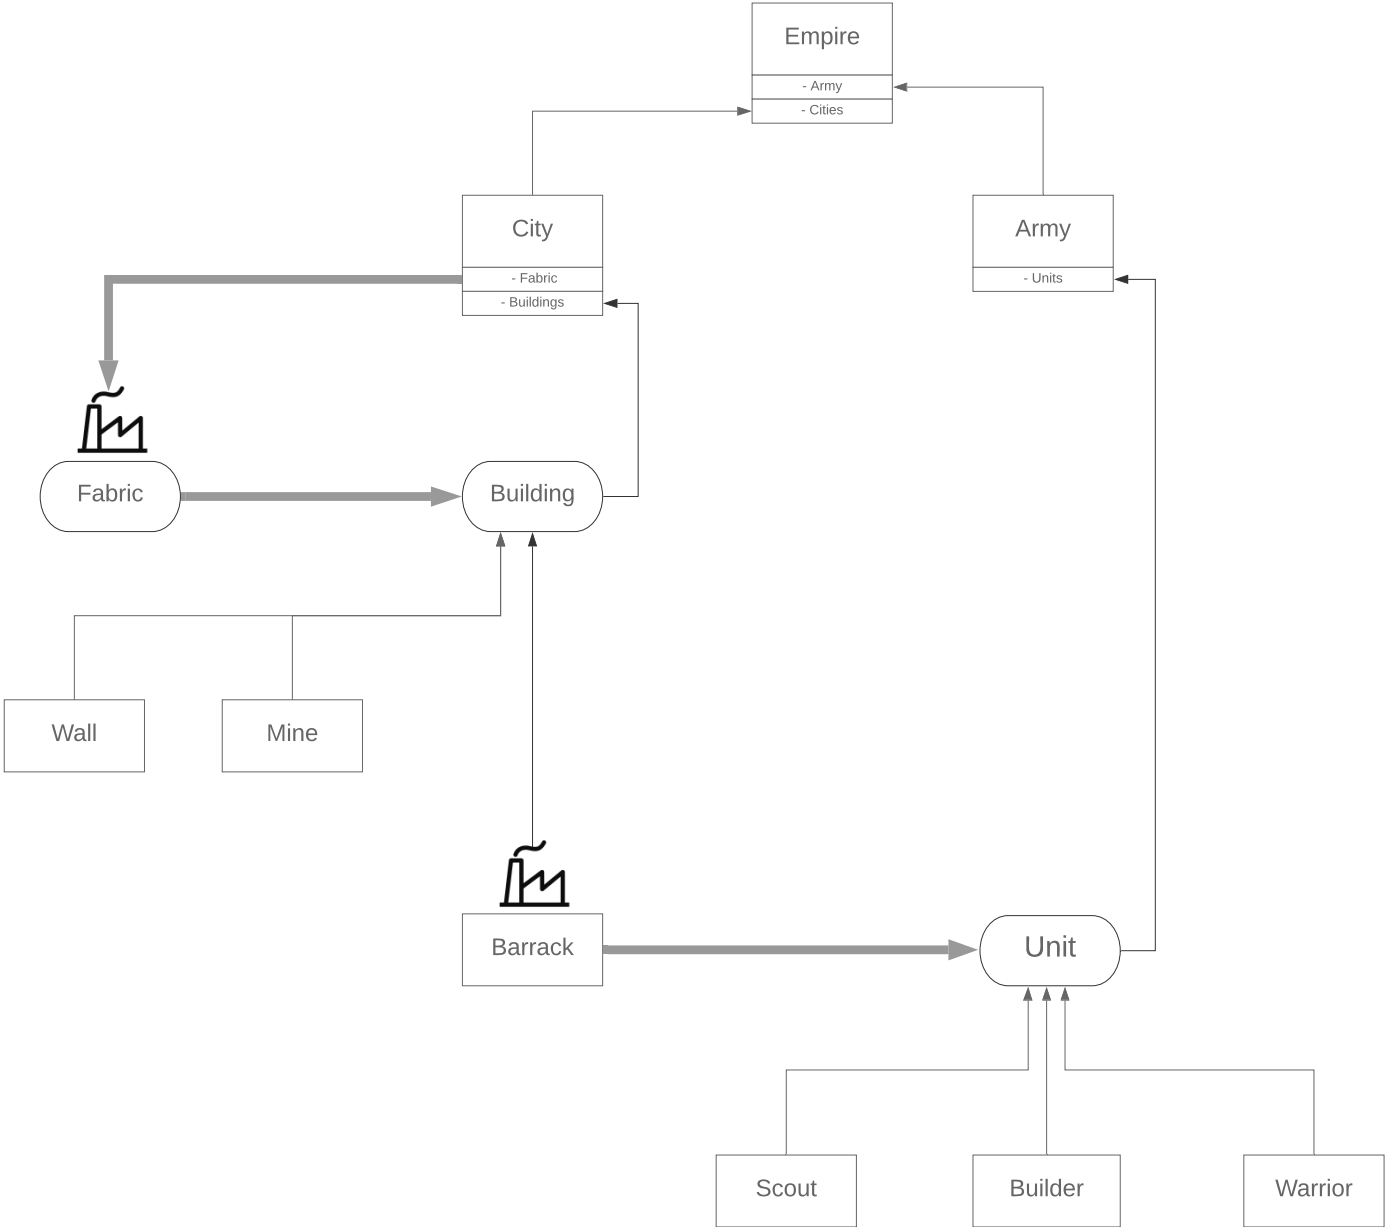 Empire
- Army
- Cities
City
- Fabric
- Buildings
Army
- Units
Fabric
Building
Wall
Mine
Barrack
Unit
Scout
Builder
Warrior